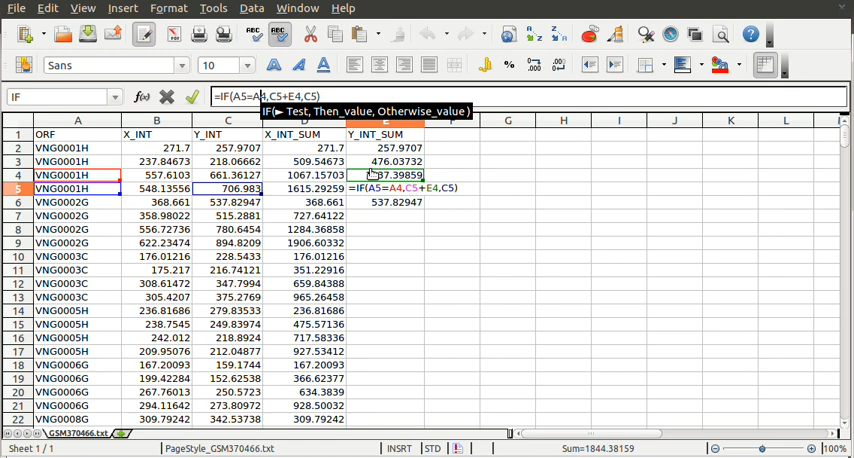 File Edit View Insert Format Tools Data Window Help
PDF ABC ABC
Sans 10
IF f(x) =IF(A5=A4,C5+E4,C5)
IF(► Test, Then_value, Otherwise_value )
A B C D E F G H I J K L
1 ORF X_INT Y_INT X_INT_SUM Y_INT_SUM
2 VNG0001H 271.7 257.9707 271.7 257.9707
3 VNG0001H 237.84673 218.06662 509.54673 476.03732
4 VNG0001H 557.6103 661.36127 1067.15703 37.39859
5 VNG0001H 548.13556 706.983 1615.29259 =IF(A5=A4,C5+E4,C5)
6 VNG0002G 368.661 537.82947 368.661 537.82947
7 VNG0002G 358.98022 515.2881 727.64122
8 VNG0002G 556.72736 780.6454 1284.36858
9 VNG0002G 622.23474 894.8209 1906.60332
10 VNG0003C 176.01216 228.5433 176.01216
11 VNG0003C 175.217 216.74121 351.22916
12 VNG0003C 308.61472 347.7994 659.84388
13 VNG0003C 305.4207 375.2769 965.26458
14 VNG0005H 236.81686 279.83533 236.81686
15 VNG0005H 238.7545 249.83974 475.57136
16 VNG0005H 242.012 218.8924 717.58336
17 VNG0005H 209.95076 212.04877 927.53412
18 VNG0006G 167.20093 159.1744 167.20093
19 VNG0006G 199.42284 152.62538 366.62377
20 VNG0006G 267.76013 250.5723 634.3839
21 VNG0006G 294.11642 273.80972 928.50032
22 VNG0008G 309.79242 342.53738 309.79242
GSM370466.txt
Sheet 1 / 1 PageStyle_GSM370466.txt INSRT STD Sum=1844.38159 100%